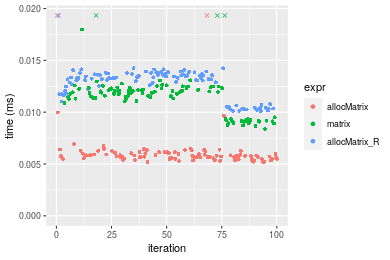 0.020
0.015
0.010
0.005
0.000
time (ms)
0
25
50
75
100
iteration
expr
allocMatrix
matrix
allocMatrix_R